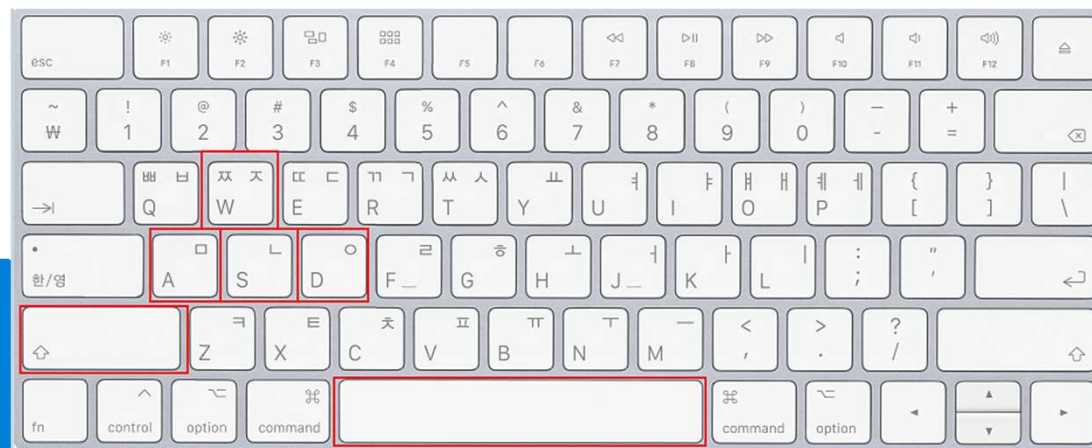 esc F1 F2 F3 F4 F5 F6 F7 F8 F9 F10 F11 F12
~ ! @ # $ % ^ & * ( ) — +
₩ 1 2 3 4 5 6 7 8 9 0 - =
ㅃ ㅂ ㅉ ㅈ ㄸ ㄷ ㄲ ㄱ ㅆ ㅅ ㅛ ㅕ ㅑ ㅒ ㅐ ㅖ ㅔ { } |
Q W E R T Y U I O P [ ] \
ㅁ ㄴ ㅇ ㄹ ㅎ ㅗ ㅓ ㅏ ㅣ : "
한/영 A S D F G H J K L ; '
ㅋ ㅌ ㅊ ㅍ ㅠ ㅜ ㅡ < > ?
Z X C V B N M , . /
fn control option command command option